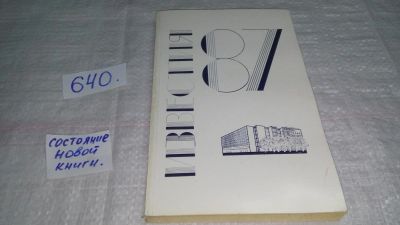 640.
состояние
новой
книги.
ИЗВЕСТИЯ
87